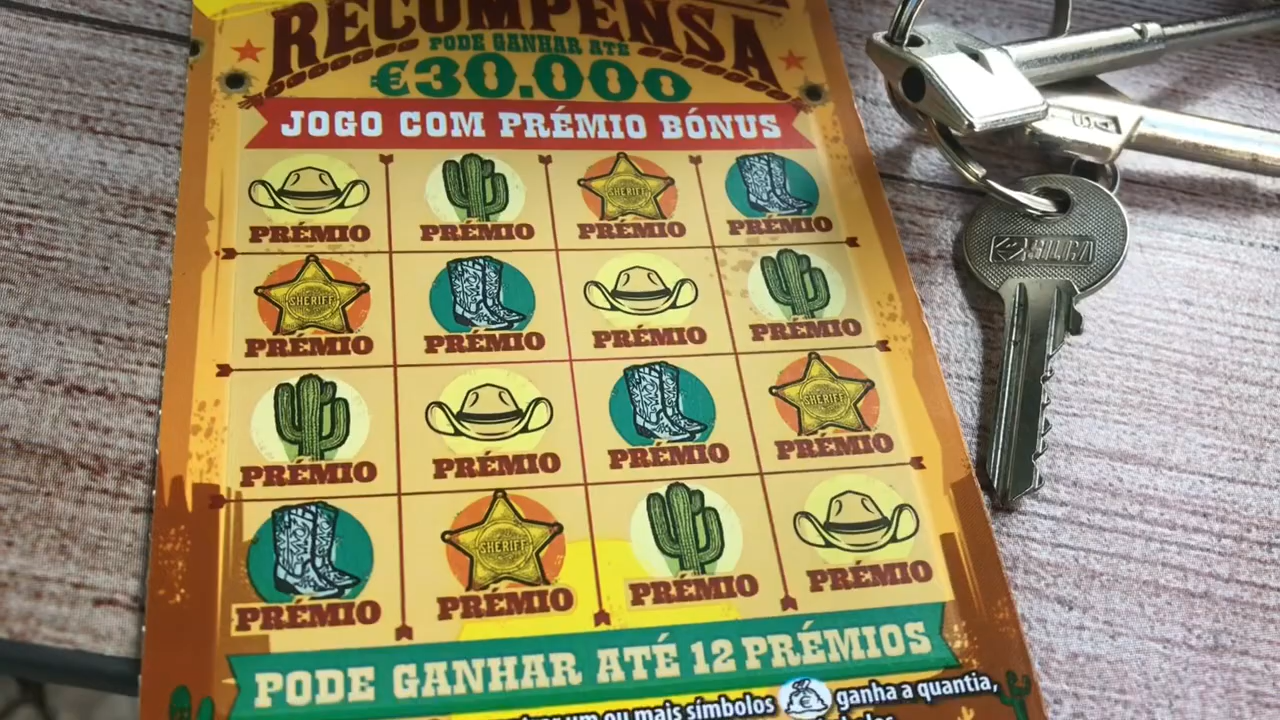 RECOMPENSA
PODE GANHAR ATÉ
€30.000
JOGO COM PRÉMIO BÓNUS
PRÉMIO PRÉMIO SHERIFF PRÉMIO PRÉMIO
SHERIFF PRÉMIO PRÉMIO PRÉMIO PRÉMIO
PRÉMIO PRÉMIO PRÉMIO SHERIFF PRÉMIO
PRÉMIO SHERIFF PRÉMIO PRÉMIO PRÉMIO
PODE GANHAR ATÉ 12 PRÉMIOS
um ou mais símbolos € ganha a quantia,
SILCA